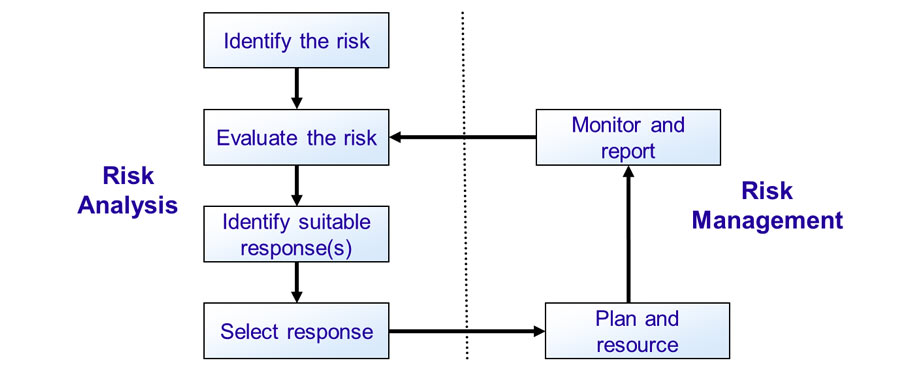 Identify the risk
Evaluate the risk
Monitor and
report
Risk
Analysis
Risk
Management
Identify suitable
response(s)
Select response
Plan and
resource